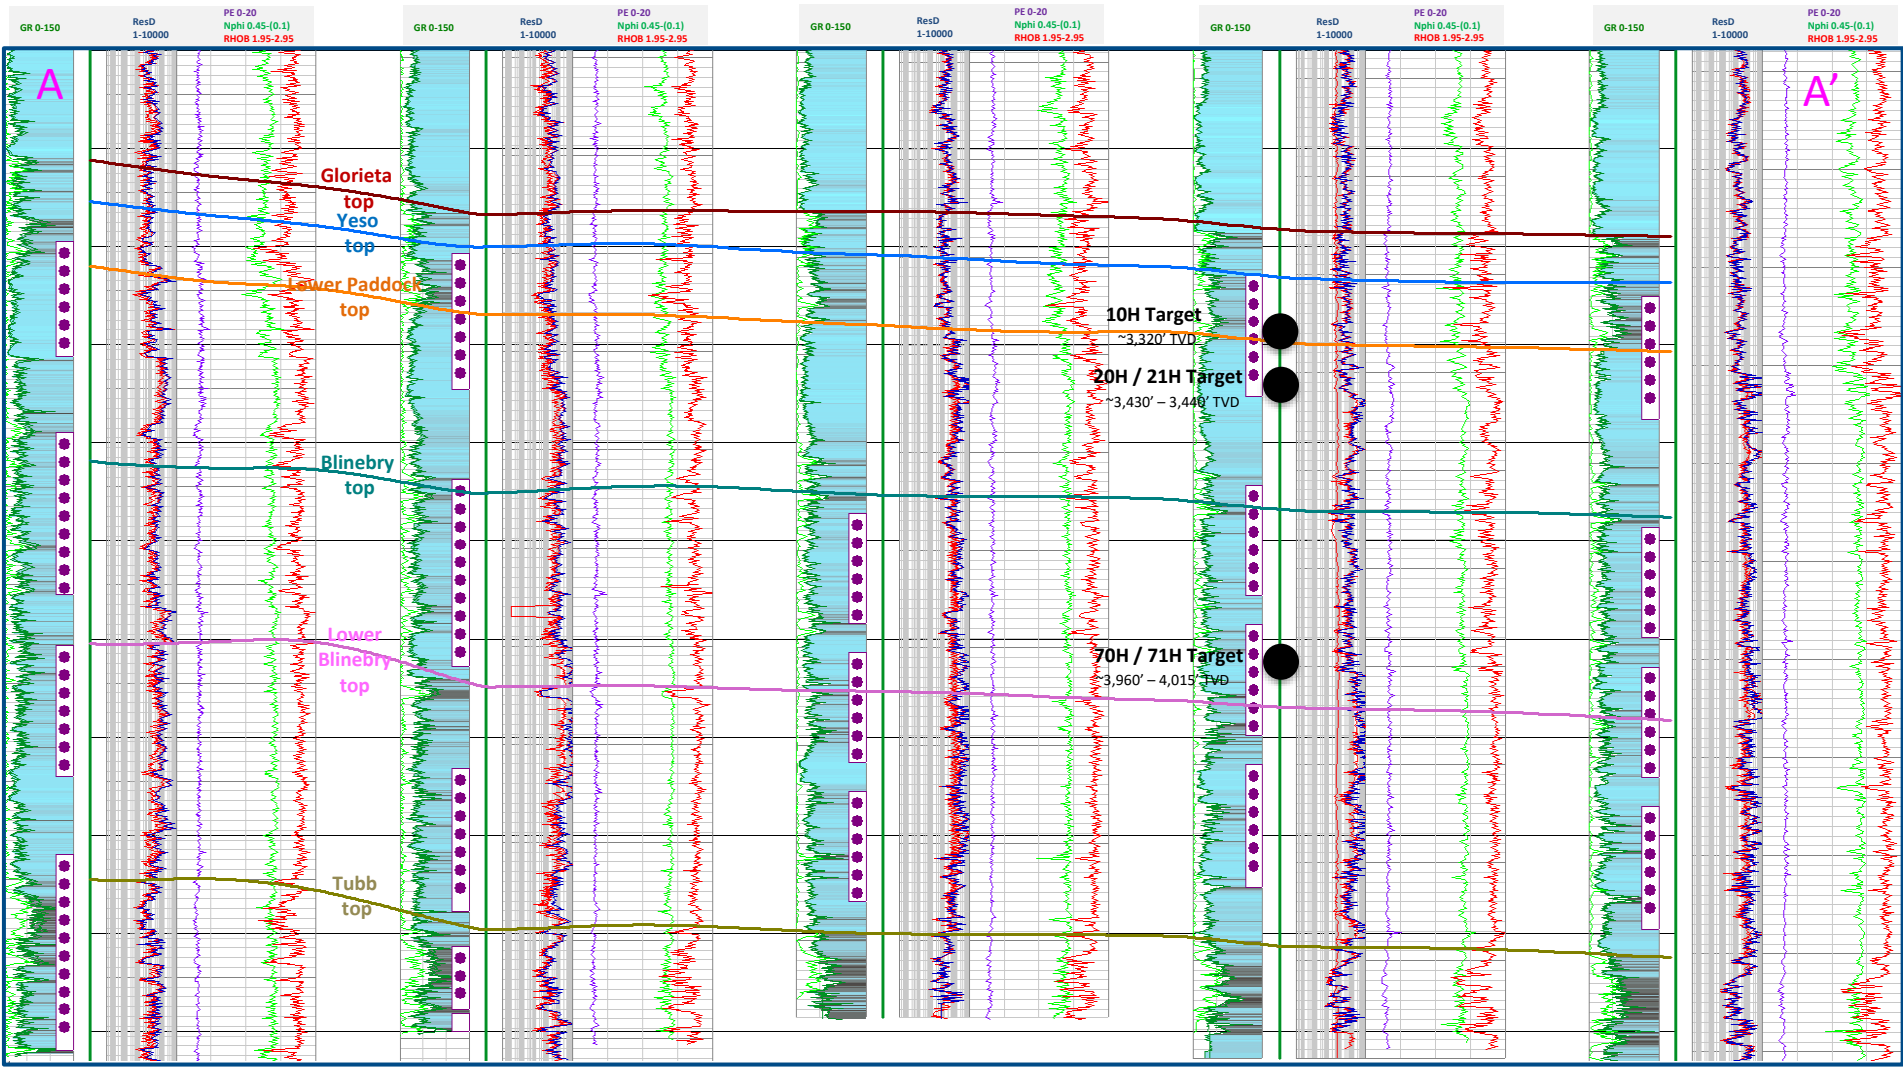 GR 0-150
ResD
1-10000
PE 0-20
Nphi 0.45-(0.1)
RHOB 1.95-2.95
GR 0-150
ResD
1-10000
PE 0-20
Nphi 0.45-(0.1)
RHOB 1.95-2.95
GR 0-150
ResD
1-10000
PE 0-20
Nphi 0.45-(0.1)
RHOB 1.95-2.95
GR 0-150
ResD
1-10000
PE 0-20
Nphi 0.45-(0.1)
RHOB 1.95-2.95
GR 0-150
ResD
1-10000
PE 0-20
Nphi 0.45-(0.1)
RHOB 1.95-2.95
A
A'
Glorieta
top
Yeso
top
Lower Paddock
top
10H Target
~3,320' TVD
20H / 21H Target
~3,430' – 3,440' TVD
Blinebry
top
Lower
Blinebry
top
70H / 71H Target
~3,960' – 4,015' TVD
Tubb
top